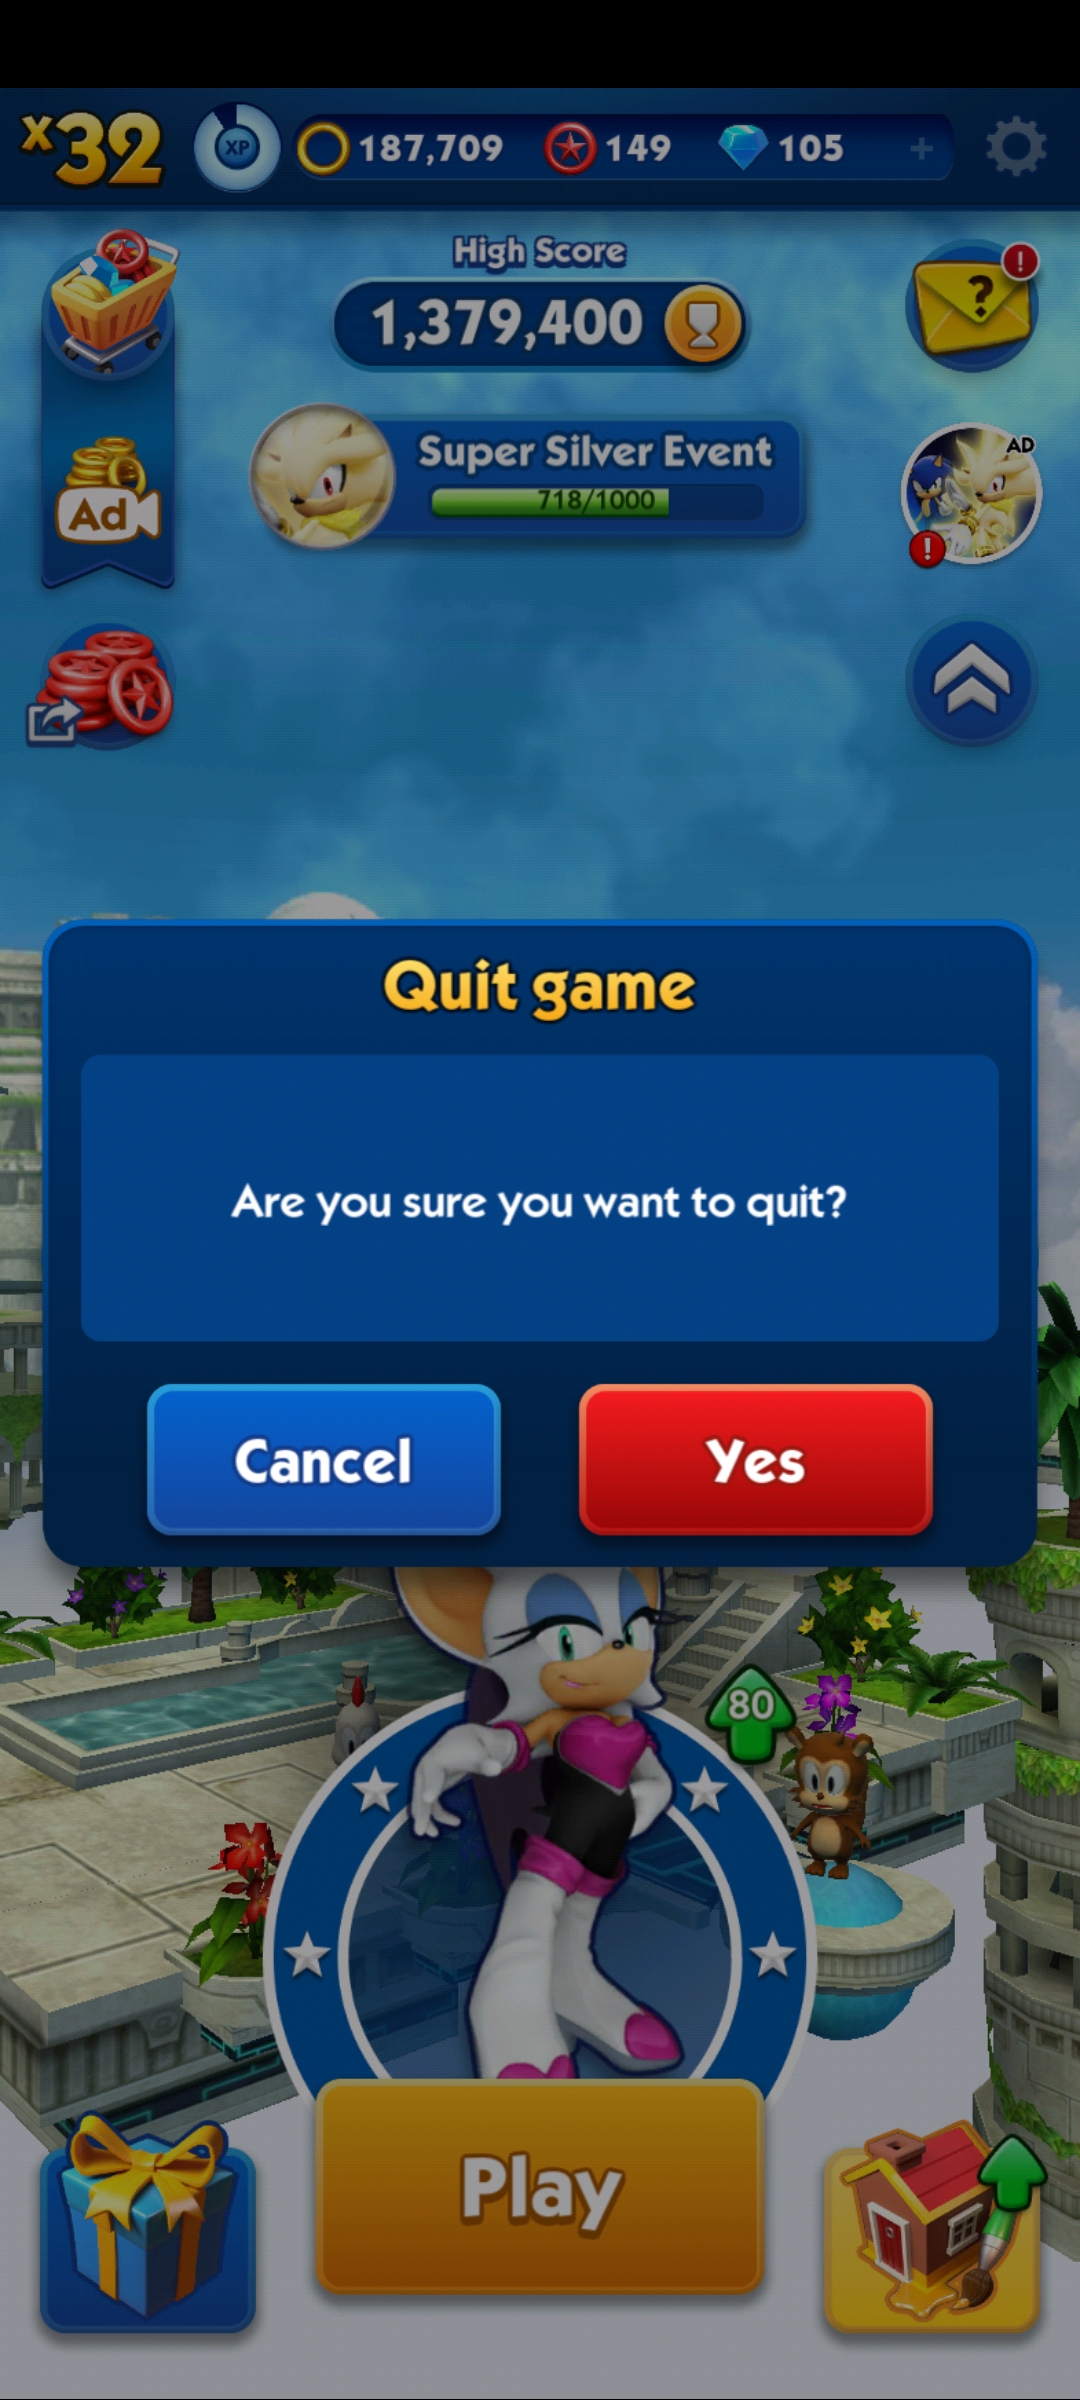 x32
XP
187,709
149
105
+
High Score
1,379,400
?
!
Super Silver Event
718/1000
AD
!
Ad
Quit game
Are you sure you want to quit?
Cancel
Yes
80
Play